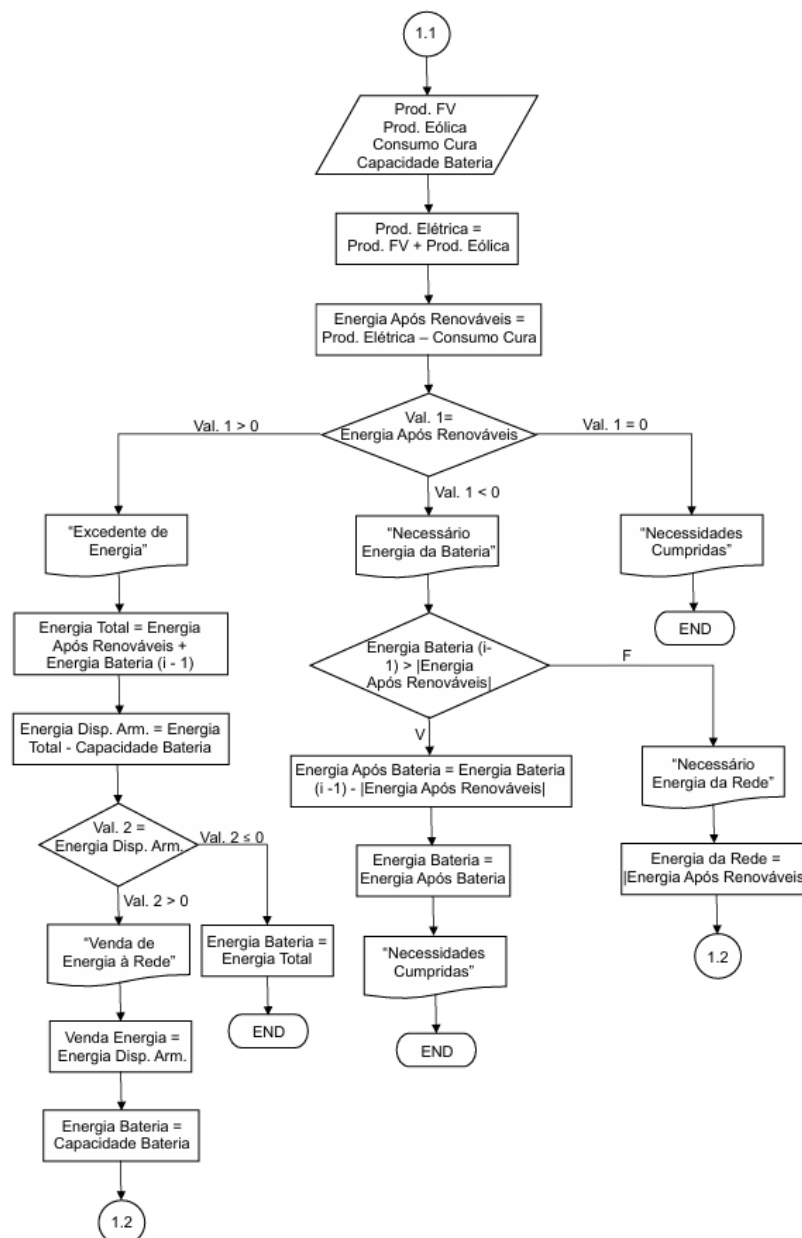 1.1
Prod. FV
Prod. Eólica
Consumo Cura
Capacidade Bateria
Prod. Elétrica =
Prod. FV + Prod. Eólica
Energia Após Renováveis =
Prod. Elétrica – Consumo Cura
Val. 1=
Energia Após Renováveis
Val. 1 > 0
Val. 1 = 0
Val. 1 < 0
“Excedente de
Energia”
“Necessário
Energia da Bateria”
“Necessidades
Cumpridas”
END
Energia Total = Energia
Após Renováveis +
Energia Bateria (i - 1)
Energia Bateria (i-
1) > |Energia
Após Renováveis|
F
V
Energia Disp. Arm. = Energia
Total - Capacidade Bateria
Energia Após Bateria = Energia Bateria
(i -1) - |Energia Após Renováveis|
“Necessário
Energia da Rede”
Val. 2 =
Energia Disp. Arm.
Val. 2 ≤ 0
Val. 2 > 0
Energia Bateria =
Energia Após Bateria
Energia da Rede =
|Energia Após Renováveis|
“Venda de
Energia à Rede”
Energia Bateria =
Energia Total
“Necessidades
Cumpridas”
1.2
END
END
Venda Energia =
Energia Disp. Arm.
Energia Bateria =
Capacidade Bateria
1.2